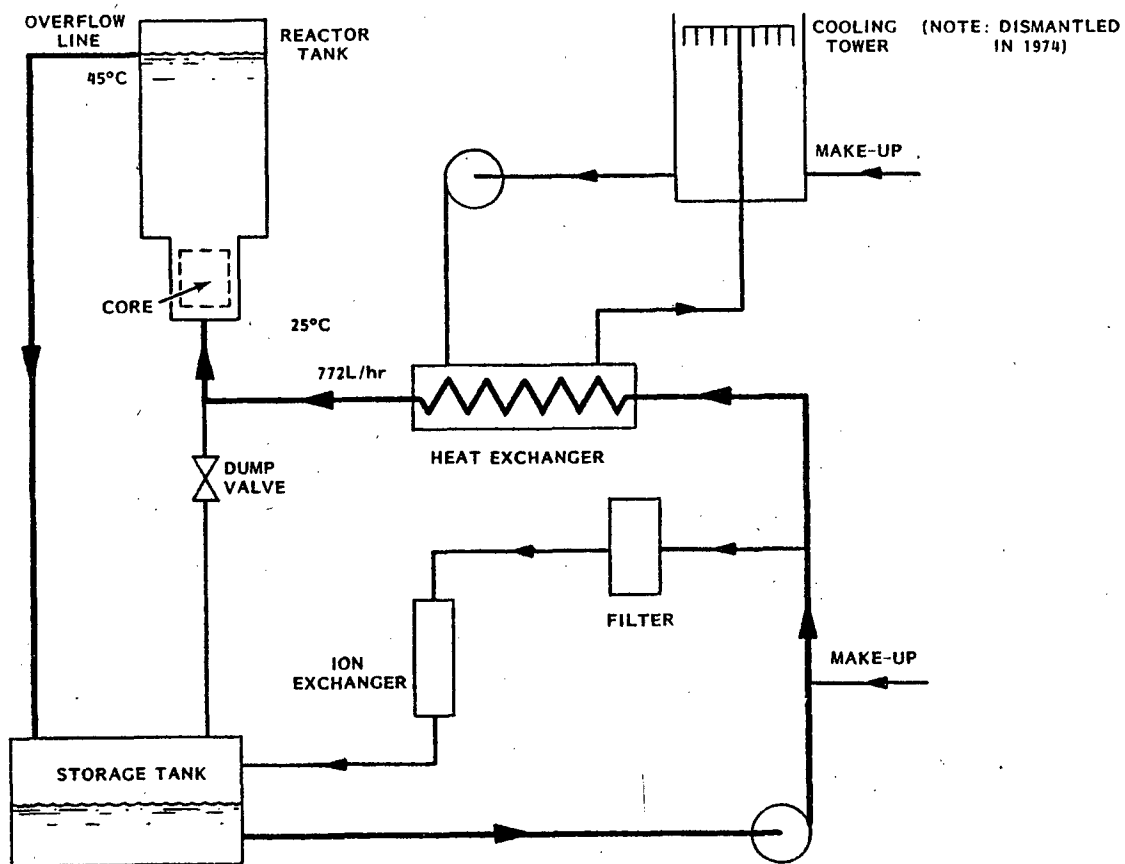 OVERFLOW
LINE
REACTOR
TANK
45°C
COOLING
TOWER
(NOTE: DISMANTLED
IN 1974)
MAKE-UP
CORE
25°C
772L/hr
HEAT EXCHANGER
DUMP
VALVE
FILTER
ION
EXCHANGER
MAKE-UP
STORAGE TANK